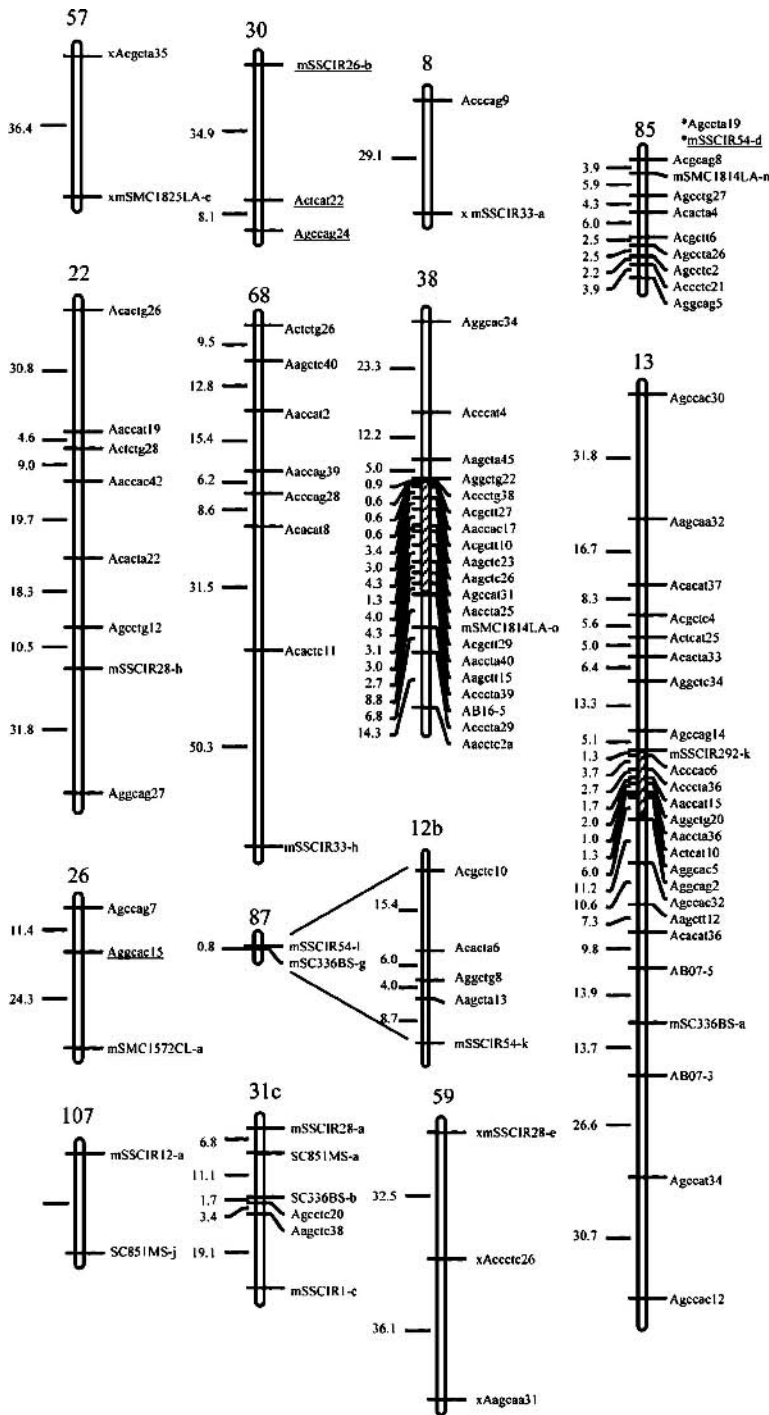 57
xAcgcta35
36.4
xmSMC1825LA-c
30
mSSCIR26-b
34.9
Actcat22
8.1
Agccag24
8
Acccag9
29.1
x mSSCIR33-a
*Agccta19
*mSSCIR54-d
85
Acgcag8
3.9
mSMC1814LA-n
5.9
Agcctg27
4.3
Acacta4
6.0
Acgctt6
2.5
Agccta26
2.5
Agcctc2
2.2
Accctc21
3.9
Aggcag5
22
Acactg26
30.8
Aaccat19
4.6
Actctg28
9.0
Aaccac42
19.7
Acacta22
18.3
Agcctg12
10.5
mSSCIR28-h
31.8
Aggcag27
68
Actctg26
9.5
Aagctc40
12.8
Aaccat2
15.4
Aaccag39
6.2
Acccag28
8.6
Acacat8
31.5
Acactc11
50.3
mSSCIR33-h
38
Aggcac34
23.3
Acccat4
12.2
Aagcta45
5.0
Aggctg22
0.9
Accctg38
0.6
Acgctt27
0.6
Aaccac17
0.6
Acgctt10
3.4
Aagctc23
3.0
Aagctc26
4.3
Agccat31
1.3
Aaccta25
4.0
mSMC1814LA-o
4.3
Acgctt29
3.1
Aaccta40
3.0
Aagctt15
2.7
Acccta39
8.8
AB16-5
6.8
Acccta29
14.3
Aacctc2a
13
Agccac30
31.8
Aagcaa32
16.7
Acacat37
8.3
Acgctc4
5.6
Actcat25
5.0
Acacta33
6.4
Aggctc34
13.3
Agccag14
5.1
mSSCIR292-k
1.3
Acccac6
3.7
Acccta36
2.7
Aaccat15
1.7
Aggctg20
2.0
Aaccta36
1.0
Actcat10
1.3
Aggcac5
6.0
Aggcag2
11.2
Agccac32
10.6
Aagctt12
7.3
Acacat36
9.8
AB07-5
13.9
mSC336BS-a
13.7
AB07-3
26.6
Agccat34
30.7
Agccac12
26
Agccag7
11.4
Aggcac15
24.3
mSMC1572CL-a
87
0.8
mSSCIR54-l
mSC336BS-g
12b
Acgctc10
15.4
Acacta6
6.0
Aggctg8
4.0
Aagcta13
8.7
mSSCIR54-k
107
mSSCIR12-a
SC851MS-j
31c
mSSCIR28-a
6.8
SC851MS-a
11.1
SC336BS-b
1.7
Agcctc20
3.4
Aagctc38
19.1
mSSCIR1-c
59
xmSSCIR28-e
32.5
xAccctc26
36.1
xAagcaa31